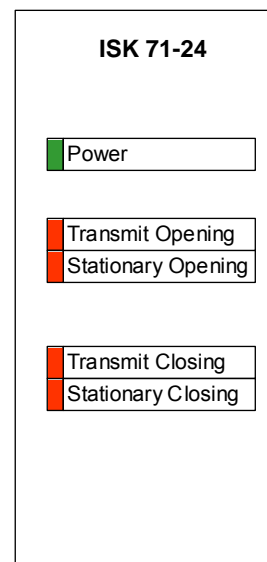 ISK 71-24
Power
Transmit Opening
Stationary Opening
Transmit Closing
Stationary Closing